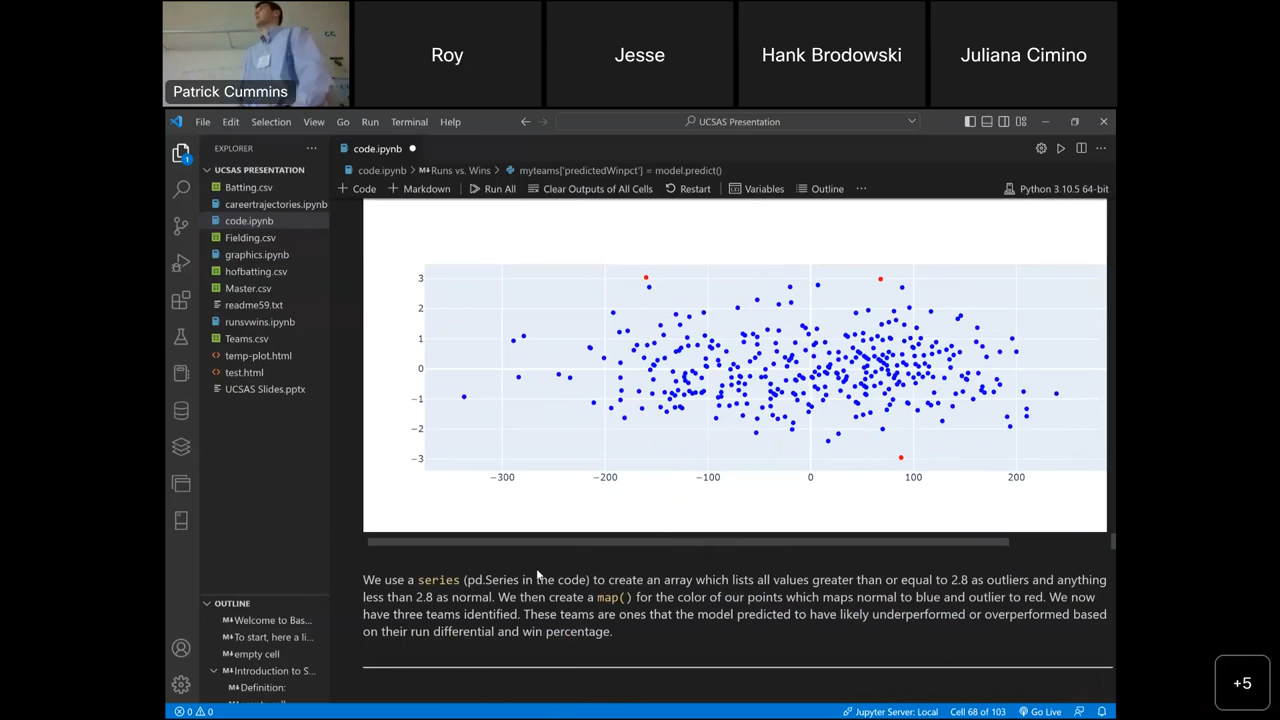 Patrick Cummins
Roy
Jesse
Hank Brodowski
Juliana Cimino
File Edit Selection View Go Run Terminal Help
UCSAS Presentation
EXPLORER
code.ipynb
UCSAS PRESENTATION
code.ipynb > M↓Runs vs. Wins > myteams['predictedWinpct'] = model.predict()
+ Code + Markdown Run All Clear Outputs of All Cells Restart Variables Outline ... Python 3.10.5 64-bit
1
Batting.csv
careertrajectories.ipynb
code.ipynb
Fielding.csv
graphics.ipynb
hofbatting.csv
Master.csv
readme59.txt
runsvwins.ipynb
Teams.csv
temp-plot.html
test.html
UCSAS Slides.pptx
3
2
1
0
−1
−2
−3
−300 −200 −100 0 100 200
We use a series (pd.Series in the code) to create an array which lists all values greater than or equal to 2.8 as outliers and anything
less than 2.8 as normal. We then create a map() for the color of our points which maps normal to blue and outlier to red. We now
have three teams identified. These teams are ones that the model predicted to have likely underperformed or overperformed based
on their run differential and win percentage.
OUTLINE
M↓Welcome to Bas...
M↓To start, here a li...
M↓empty cell
M↓Introduction to S...
M↓Definition:
+5
0 0 Jupyter Server: Local Cell 68 of 103 Go Live